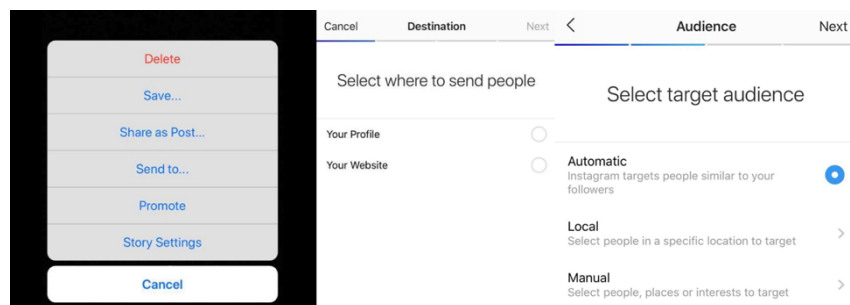 Delete
Save...
Share as Post...
Send to...
Promote
Story Settings
Cancel
Cancel Destination Next
Select where to send people
Your Profile
Your Website
Audience Next
Select target audience
Automatic
Instagram targets people similar to your
followers
Local
Select people in a specific location to target
Manual
Select people, places or interests to target